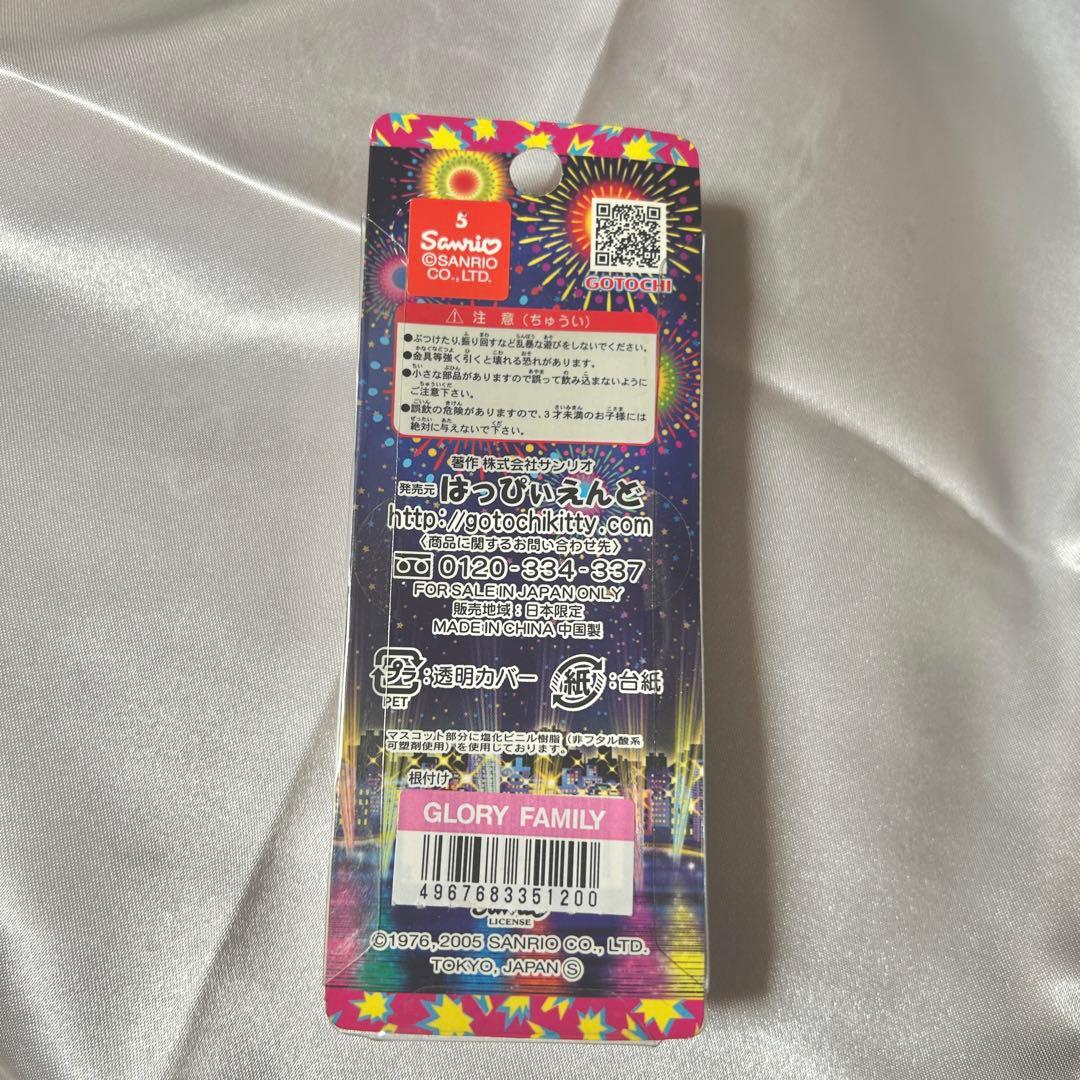 5
Sanrio
©SANRIO
CO., LTD.
GOTOCHI
⚠ 注意（ちゅうい）
●ぶつけたり、振り回すなど乱暴な遊びをしないでください。
●金具等強く引くと壊れる恐れがあります。
●小さな部品がありますので誤って飲み込まないように
ご注意下さい。
●誤飲の危険がありますので、3才未満のお子様には
絶対に与えないで下さい。
著作 株式会社サンリオ
発売元 はっぴぃえんど
http://gotochikitty.com
〈商品に関するお問い合わせ先〉
0120-334-337
FOR SALE IN JAPAN ONLY
販売地域：日本限定
MADE IN CHINA 中国製
プラ：透明カバー 紙：台紙
PET
マスコット部分に塩化ビニル樹脂（非フタル酸系
可塑剤使用）を使用しております。
根付け
GLORY FAMILY
4967683351200
LICENSE
©1976, 2005 SANRIO CO., LTD.
TOKYO, JAPAN Ⓢ